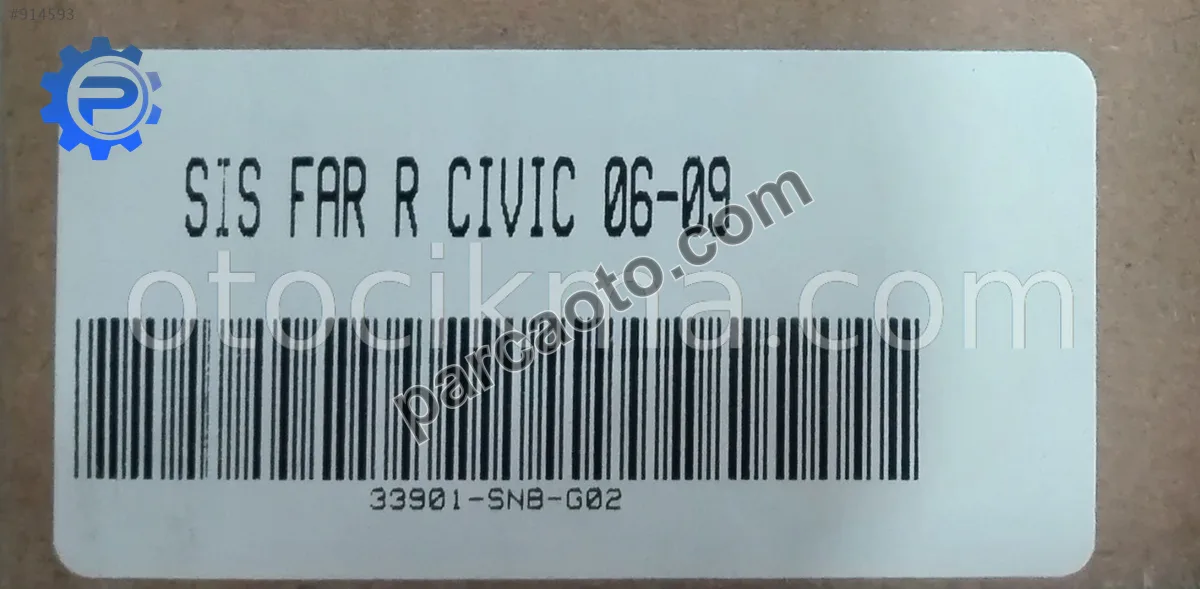 #914593
P
SIS FAR R CIVIC 06-09
otocikma.com
parcaoto.com
33901-SNB-G02